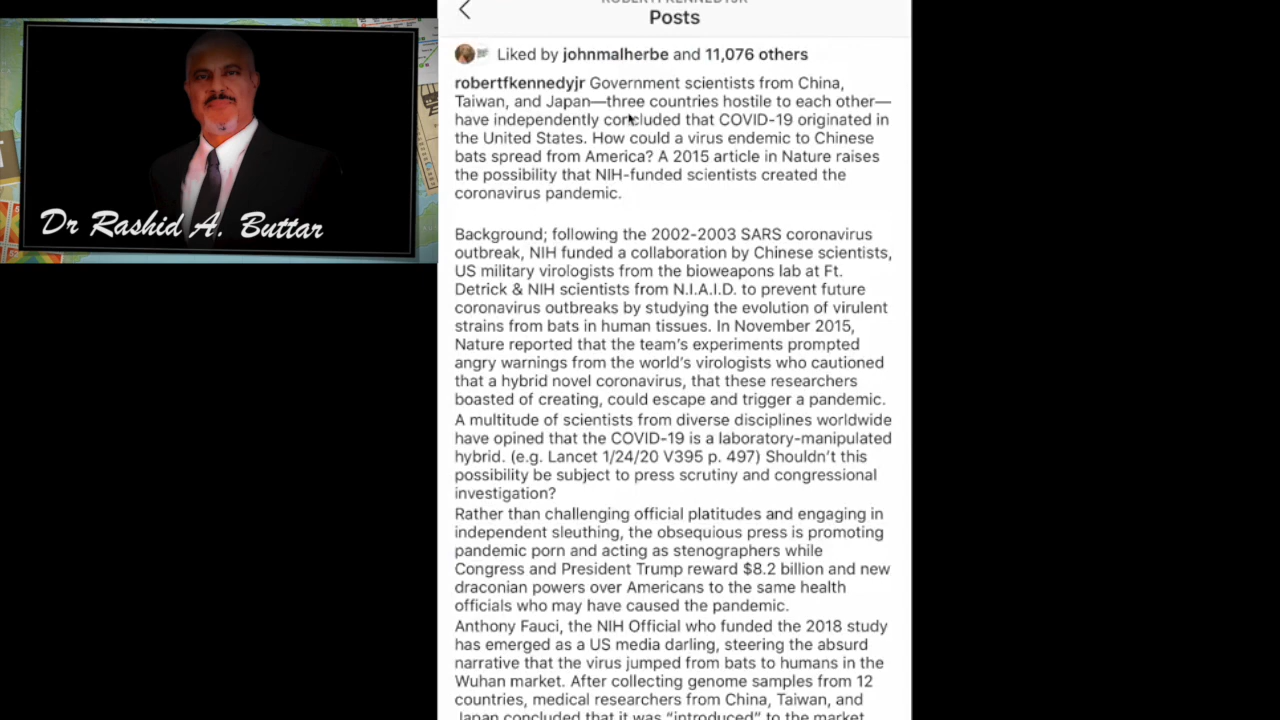 Posts
Liked by johnmalherbe and 11,076 others
robertfkennedyjr Government scientists from China,
Taiwan, and Japan—three countries hostile to each other—
have independently concluded that COVID-19 originated in
the United States. How could a virus endemic to Chinese
bats spread from America? A 2015 article in Nature raises
the possibility that NIH-funded scientists created the
coronavirus pandemic.
Background; following the 2002-2003 SARS coronavirus
outbreak, NIH funded a collaboration by Chinese scientists,
US military virologists from the bioweapons lab at Ft.
Detrick & NIH scientists from N.I.A.I.D. to prevent future
coronavirus outbreaks by studying the evolution of virulent
strains from bats in human tissues. In November 2015,
Nature reported that the team's experiments prompted
angry warnings from the world's virologists who cautioned
that a hybrid novel coronavirus, that these researchers
boasted of creating, could escape and trigger a pandemic.
A multitude of scientists from diverse disciplines worldwide
have opined that the COVID-19 is a laboratory-manipulated
hybrid. (e.g. Lancet 1/24/20 V395 p. 497) Shouldn't this
possibility be subject to press scrutiny and congressional
investigation?
Rather than challenging official platitudes and engaging in
independent sleuthing, the obsequious press is promoting
pandemic porn and acting as stenographers while
Congress and President Trump reward $8.2 billion and new
draconian powers over Americans to the same health
officials who may have caused the pandemic.
Anthony Fauci, the NIH Official who funded the 2018 study
has emerged as a US media darling, steering the absurd
narrative that the virus jumped from bats to humans in the
Wuhan market. After collecting genome samples from 12
countries, medical researchers from China, Taiwan, and
Japan concluded that it was "introduced" to the market
Dr Rashid A. Buttar